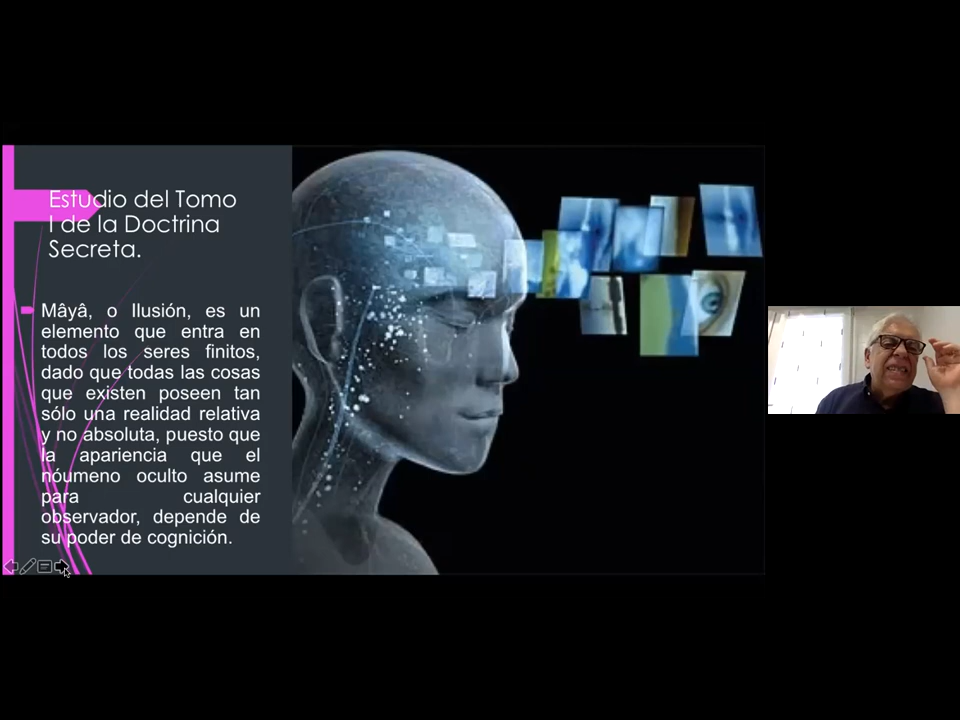 Estudio del Tomo
I de la Doctrina
Secreta.
Mâyâ, o Ilusión, es un
elemento que entra en
todos los seres finitos,
dado que todas las cosas
que existen poseen tan
sólo una realidad relativa
y no absoluta, puesto que
la apariencia que el
nóumeno oculto asume
para cualquier
observador, depende de
su poder de cognición.